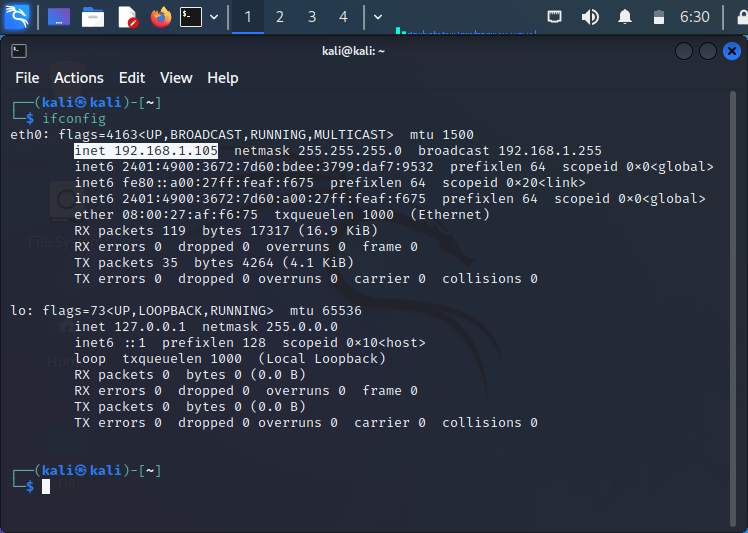 1 2 3 4 6:30
kali@kali: ~
File Actions Edit View Help
┌──(kali㉿kali)-[~]
└─$ ifconfig
eth0: flags=4163<UP,BROADCAST,RUNNING,MULTICAST>  mtu 1500
        inet 192.168.1.105  netmask 255.255.255.0  broadcast 192.168.1.255
        inet6 2401:4900:3672:7d60:bdee:3799:daf7:9532  prefixlen 64  scopeid 0x0<global>
        inet6 fe80::a00:27ff:feaf:f675  prefixlen 64  scopeid 0x20<link>
        inet6 2401:4900:3672:7d60:a00:27ff:feaf:f675  prefixlen 64  scopeid 0x0<global>
        ether 08:00:27:af:f6:75  txqueuelen 1000  (Ethernet)
        RX packets 119  bytes 17317 (16.9 KiB)
        RX errors 0  dropped 0  overruns 0  frame 0
        TX packets 35  bytes 4264 (4.1 KiB)
        TX errors 0  dropped 0 overruns 0  carrier 0  collisions 0
lo: flags=73<UP,LOOPBACK,RUNNING>  mtu 65536
        inet 127.0.0.1  netmask 255.0.0.0
        inet6 ::1  prefixlen 128  scopeid 0x10<host>
        loop  txqueuelen 1000  (Local Loopback)
        RX packets 0  bytes 0 (0.0 B)
        RX errors 0  dropped 0  overruns 0  frame 0
        TX packets 0  bytes 0 (0.0 B)
        TX errors 0  dropped 0 overruns 0  carrier 0  collisions 0
┌──(kali㉿kali)-[~]
└─$